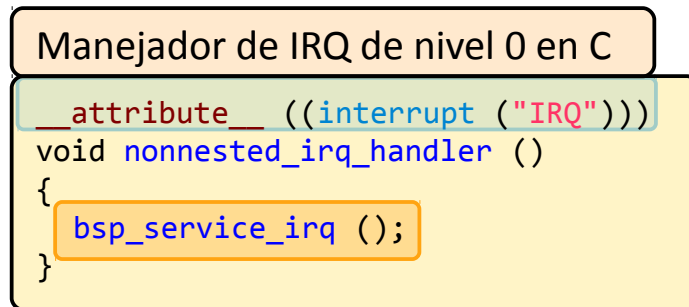 Manejador de IRQ de nivel 0 en C
__attribute__ ((interrupt ("IRQ")))
void nonnested_irq_handler ()
{
bsp_service_irq ();
}